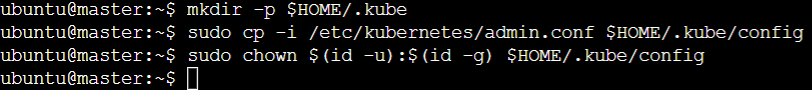 ubuntu@master:~$ mkdir -p $HOME/.kube
ubuntu@master:~$ sudo cp -i /etc/kubernetes/admin.conf $HOME/.kube/config
ubuntu@master:~$ sudo chown $(id -u):$(id -g) $HOME/.kube/config
ubuntu@master:~$